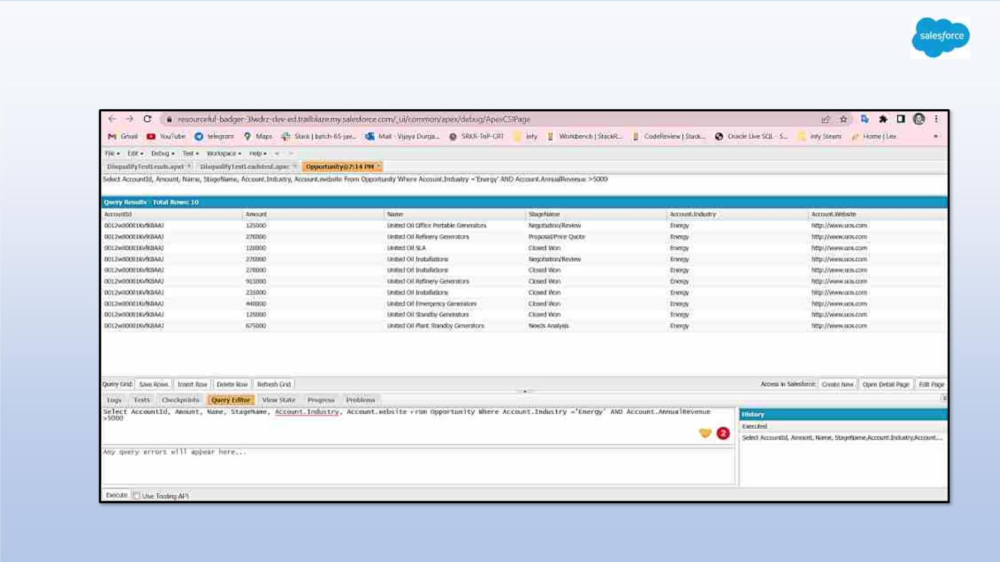 salesforce
resourceful-badger-3lwdrz-dev-ed.trailblaze.my.salesforce.com/_ui/common/apex/debug/ApexCSIPage
Gmail YouTube telegram Maps Slack | batch-65-jav... Mail - Vijaya Durga... SRKR-ToP-CRT infy Workbench | StackR... CodeReview | Stack... Oracle Live SQL - S... infy Steam Home | Lex »
File Edit Debug Test Workspace Help < >
DisqualifyTestLeads.apxt DisqualifyTestLeadstest.apxc Opportunity@7:14 PM
Select AccountId, Amount, Name, StageName, Account.Industry, Account.website From Opportunity Where Account.Industry ='Energy' AND Account.AnnualRevenue >5000
Query Results - Total Rows: 10
AccountId Amount Name StageName Account.Industry Account.Website
125000 United Oil Office Portable Generators Negotiation/Review Energy http://www.uos.com
270000 United Oil Refinery Generators Proposal/Price Quote Energy http://www.uos.com
120000 United Oil SLA Closed Won Energy http://www.uos.com
270000 United Oil Installations Negotiation/Review Energy http://www.uos.com
270000 United Oil Installations Closed Won Energy http://www.uos.com
915000 United Oil Refinery Generators Closed Won Energy http://www.uos.com
235000 United Oil Installations Closed Won Energy http://www.uos.com
440000 United Oil Emergency Generators Closed Won Energy http://www.uos.com
120000 United Oil Standby Generators Closed Won Energy http://www.uos.com
675000 United Oil Plant Standby Generators Needs Analysis Energy http://www.uos.com
Query Grid: Save Rows Insert Row Delete Row Refresh Grid Access in Salesforce: Create New Open Detail Page Edit Page
Logs Tests Checkpoints Query Editor View State Progress Problems
Select AccountId, Amount, Name, StageName, Account.Industry, Account.website From Opportunity Where Account.Industry ='Energy' AND Account.AnnualRevenue
>5000
2
History
Executed
Select AccountId, Amount, Name, StageName,Account.Industry,Account....
Any query errors will appear here...
Execute Use Tooling API